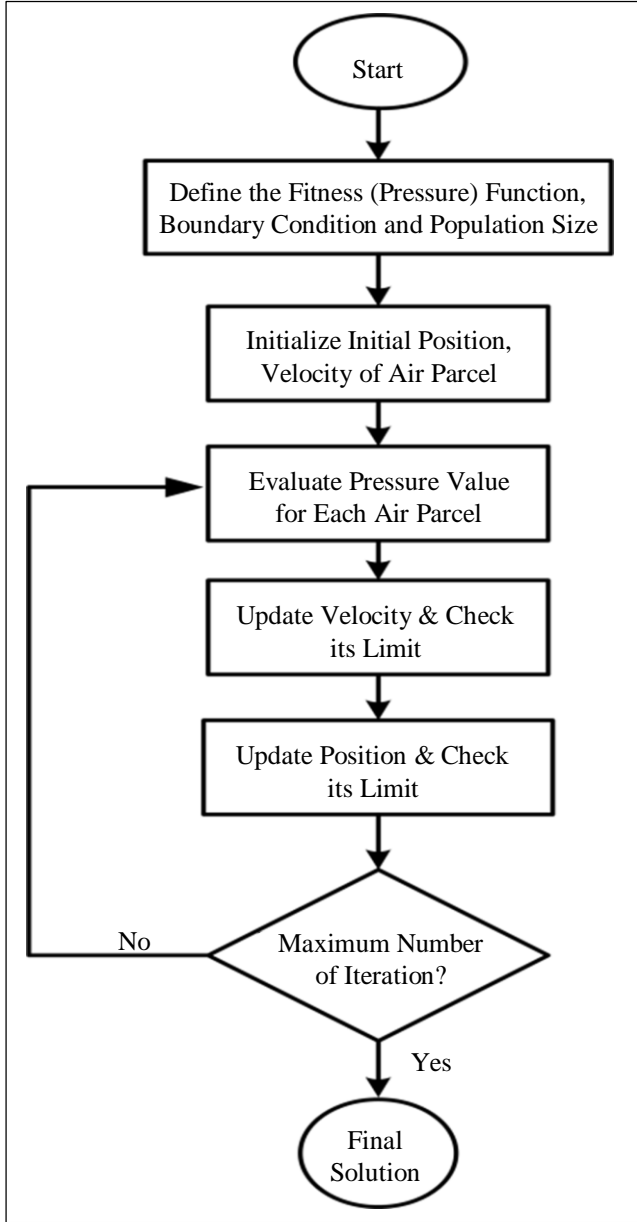 Start
Define the Fitness (Pressure) Function,
Boundary Condition and Population Size
Initialize Initial Position,
Velocity of Air Parcel
Evaluate Pressure Value
for Each Air Parcel
Update Velocity & Check
its Limit
Update Position & Check
its Limit
Maximum Number
of Iteration?
No
Yes
Final
Solution